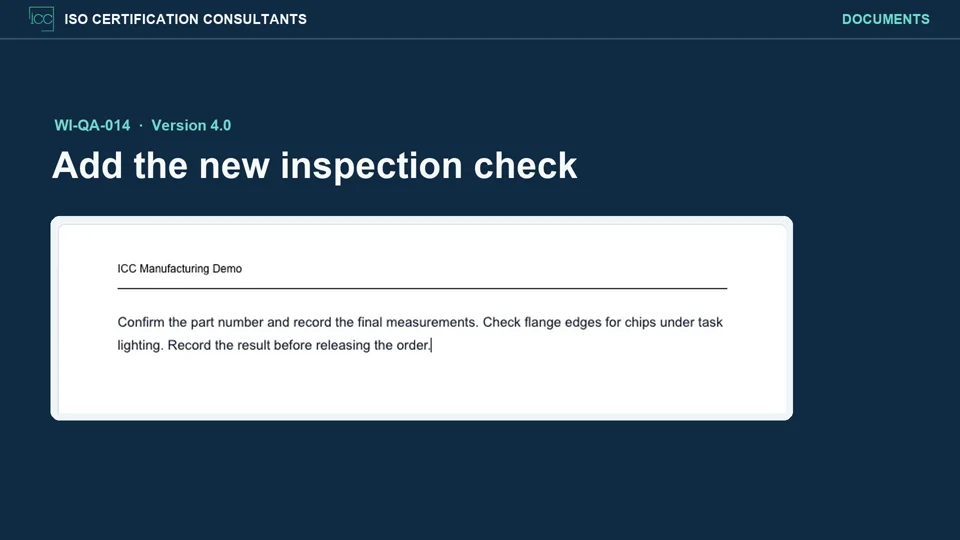 ICC ISO CERTIFICATION CONSULTANTS DOCUMENTS
WI-QA-014 · Version 4.0
Add the new inspection check
ICC Manufacturing Demo
Confirm the part number and record the final measurements. Check flange edges for chips under task
lighting. Record the result before releasing the order.